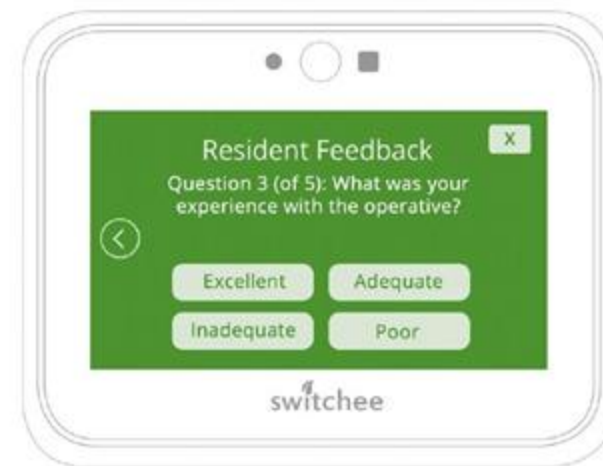 Resident Feedback
X
Question 3 (of 5): What was your
experience with the operative?
Excellent
Adequate
Inadequate
Poor
switchee